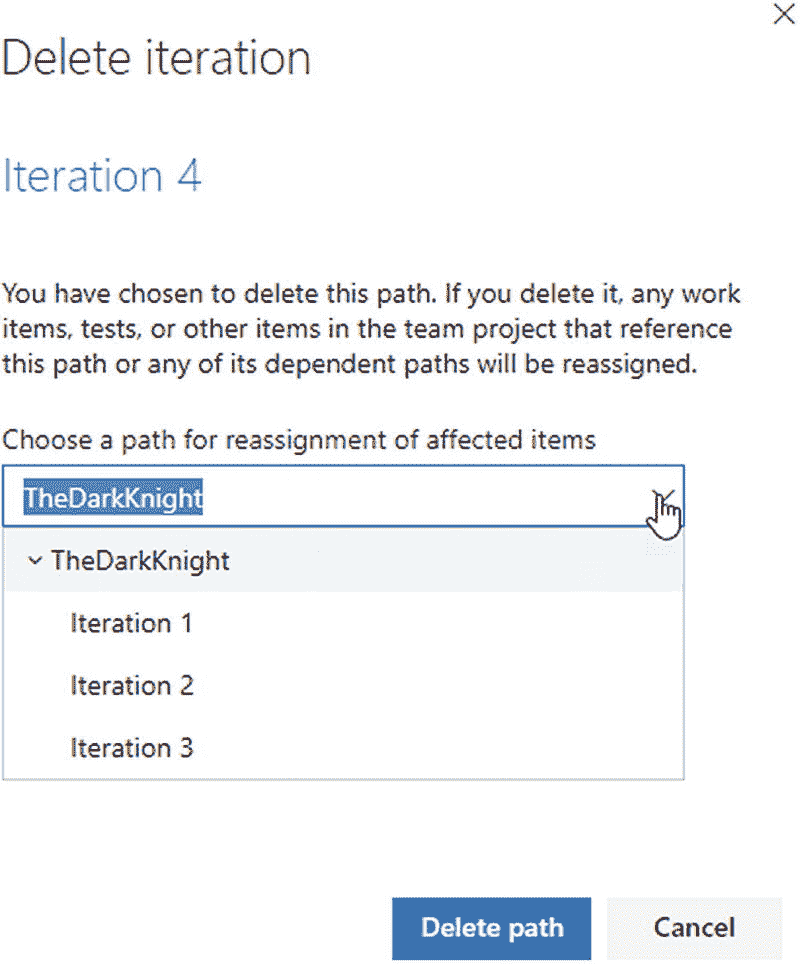 Delete iteration
Iteration 4
You have chosen to delete this path. If you delete it, any work
items, tests, or other items in the team project that reference
this path or any of its dependent paths will be reassigned.
Choose a path for reassignment of affected items
TheDarkKnight
TheDarkKnight
Iteration 1
Iteration 2
Iteration 3
Delete path Cancel